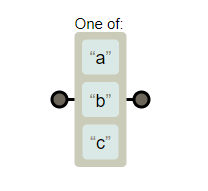 One of:
“a”
“b”
“c”